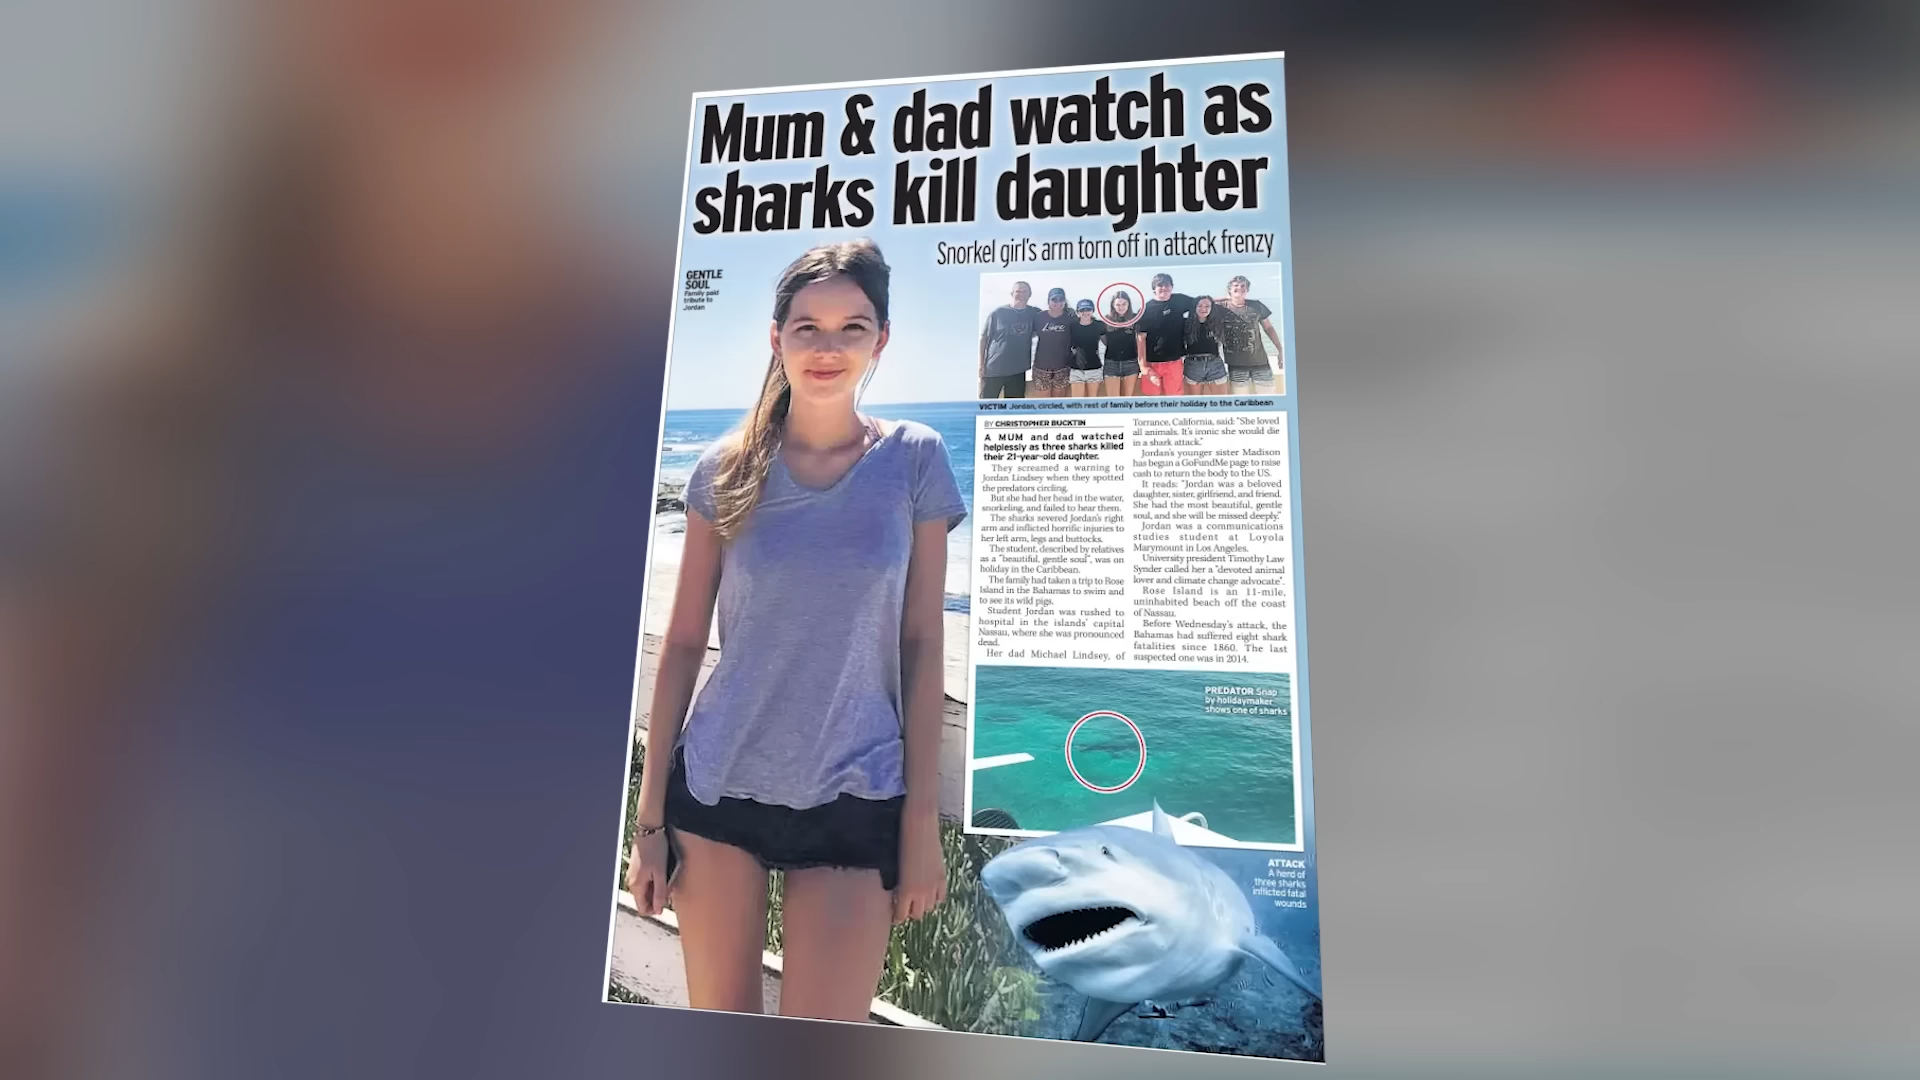 Mum & dad watch as
sharks kill daughter
Snorkel girl's arm torn off in attack frenzy
GENTLE
SOUL
Family paid
tribute to
Jordan
VICTIM Jordan, circled, with rest of family before their holiday to the Caribbean
BY CHRISTOPHER BUCKTIN
A MUM and dad watched
helplessly as three sharks killed
their 21-year-old daughter.
They screamed a warning to
Jordan Lindsey when they spotted
the predators circling.
But she had her head in the water,
snorkeling, and failed to hear them.
The sharks severed Jordan's right
arm and inflicted horrific injuries to
her left arm, legs and buttocks.
The student, described by relatives
as a "beautiful, gentle soul", was on
holiday in the Caribbean.
The family had taken a trip to Rose
Island in the Bahamas to swim and
to see its wild pigs.
Student Jordan was rushed to
hospital in the islands' capital
Nassau, where she was pronounced
dead.
Her dad Michael Lindsey, of
Torrance, California, said: "She loved
all animals. It's ironic she would die
in a shark attack."
Jordan's younger sister Madison
has begun a GoFundMe page to raise
cash to return the body to the US.
It reads: "Jordan was a beloved
daughter, sister, girlfriend, and friend.
She had the most beautiful, gentle
soul, and she will be missed deeply."
Jordan was a communications
studies student at Loyola
Marymount in Los Angeles.
University president Timothy Law
Synder called her a "devoted animal
lover and climate change advocate".
Rose Island is an 11-mile,
uninhabited beach off the coast
of Nassau.
Before Wednesday's attack, the
Bahamas had suffered eight shark
fatalities since 1860. The last
suspected one was in 2014.
PREDATOR Snap
by holidaymaker
shows one of sharks
ATTACK
A herd of
three sharks
inflicted fatal
wounds